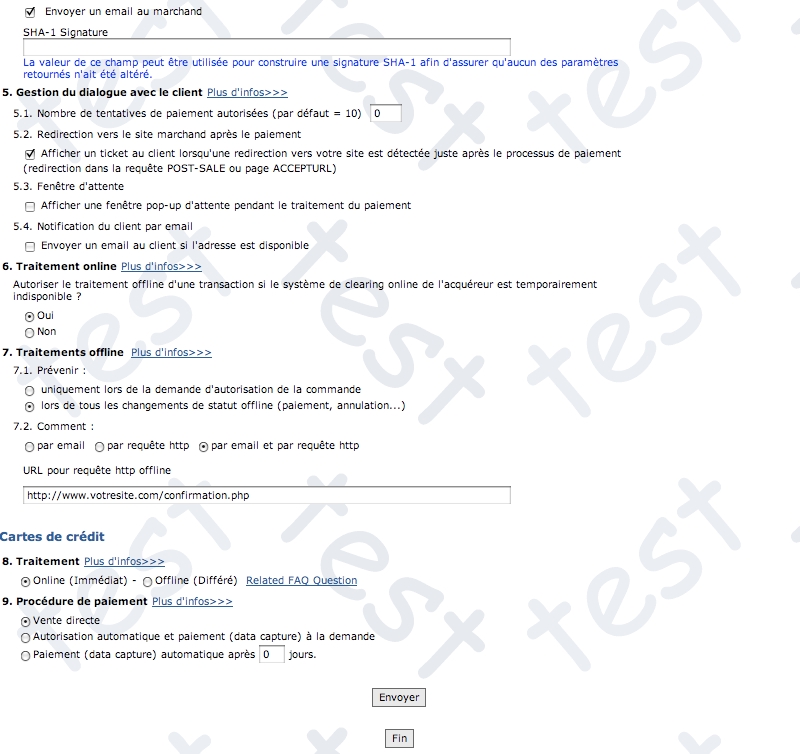 Envoyer un email au marchand
SHA-1 Signature
La valeur de ce champ peut être utilisée pour construire une signature SHA-1 afin d'assurer qu'aucun des paramètres
retournés n'ait été altéré.
5. Gestion du dialogue avec le client Plus d'infos>>>
5.1. Nombre de tentatives de paiement autorisées (par défaut = 10) 0
5.2. Redirection vers le site marchand après le paiement
Afficher un ticket au client lorsqu'une redirection vers votre site est détectée juste après le processus de paiement
(redirection dans la requête POST-SALE ou page ACCEPTURL)
5.3. Fenêtre d'attente
Afficher une fenêtre pop-up d'attente pendant le traitement du paiement
5.4. Notification du client par email
Envoyer un email au client si l'adresse est disponible
6. Traitement online Plus d'infos>>>
Autoriser le traitement offline d'une transaction si le système de clearing online de l'acquéreur est temporairement
indisponible ?
Oui
Non
7. Traitements offline Plus d'infos>>>
7.1. Prévenir :
uniquement lors de la demande d'autorisation de la commande
lors de tous les changements de statut offline (paiement, annulation...)
7.2. Comment :
par email par requête http par email et par requête http
URL pour requête http offline
http://www.votresite.com/confirmation.php
Cartes de crédit
8. Traitement Plus d'infos>>>
Online (Immédiat) - Offline (Différé) Related FAQ Question
9. Procédure de paiement Plus d'infos>>>
Vente directe
Autorisation automatique et paiement (data capture) à la demande
Paiement (data capture) automatique après 0 jours.
Envoyer
Fin
test
test
test
test
test
test
test
test
test